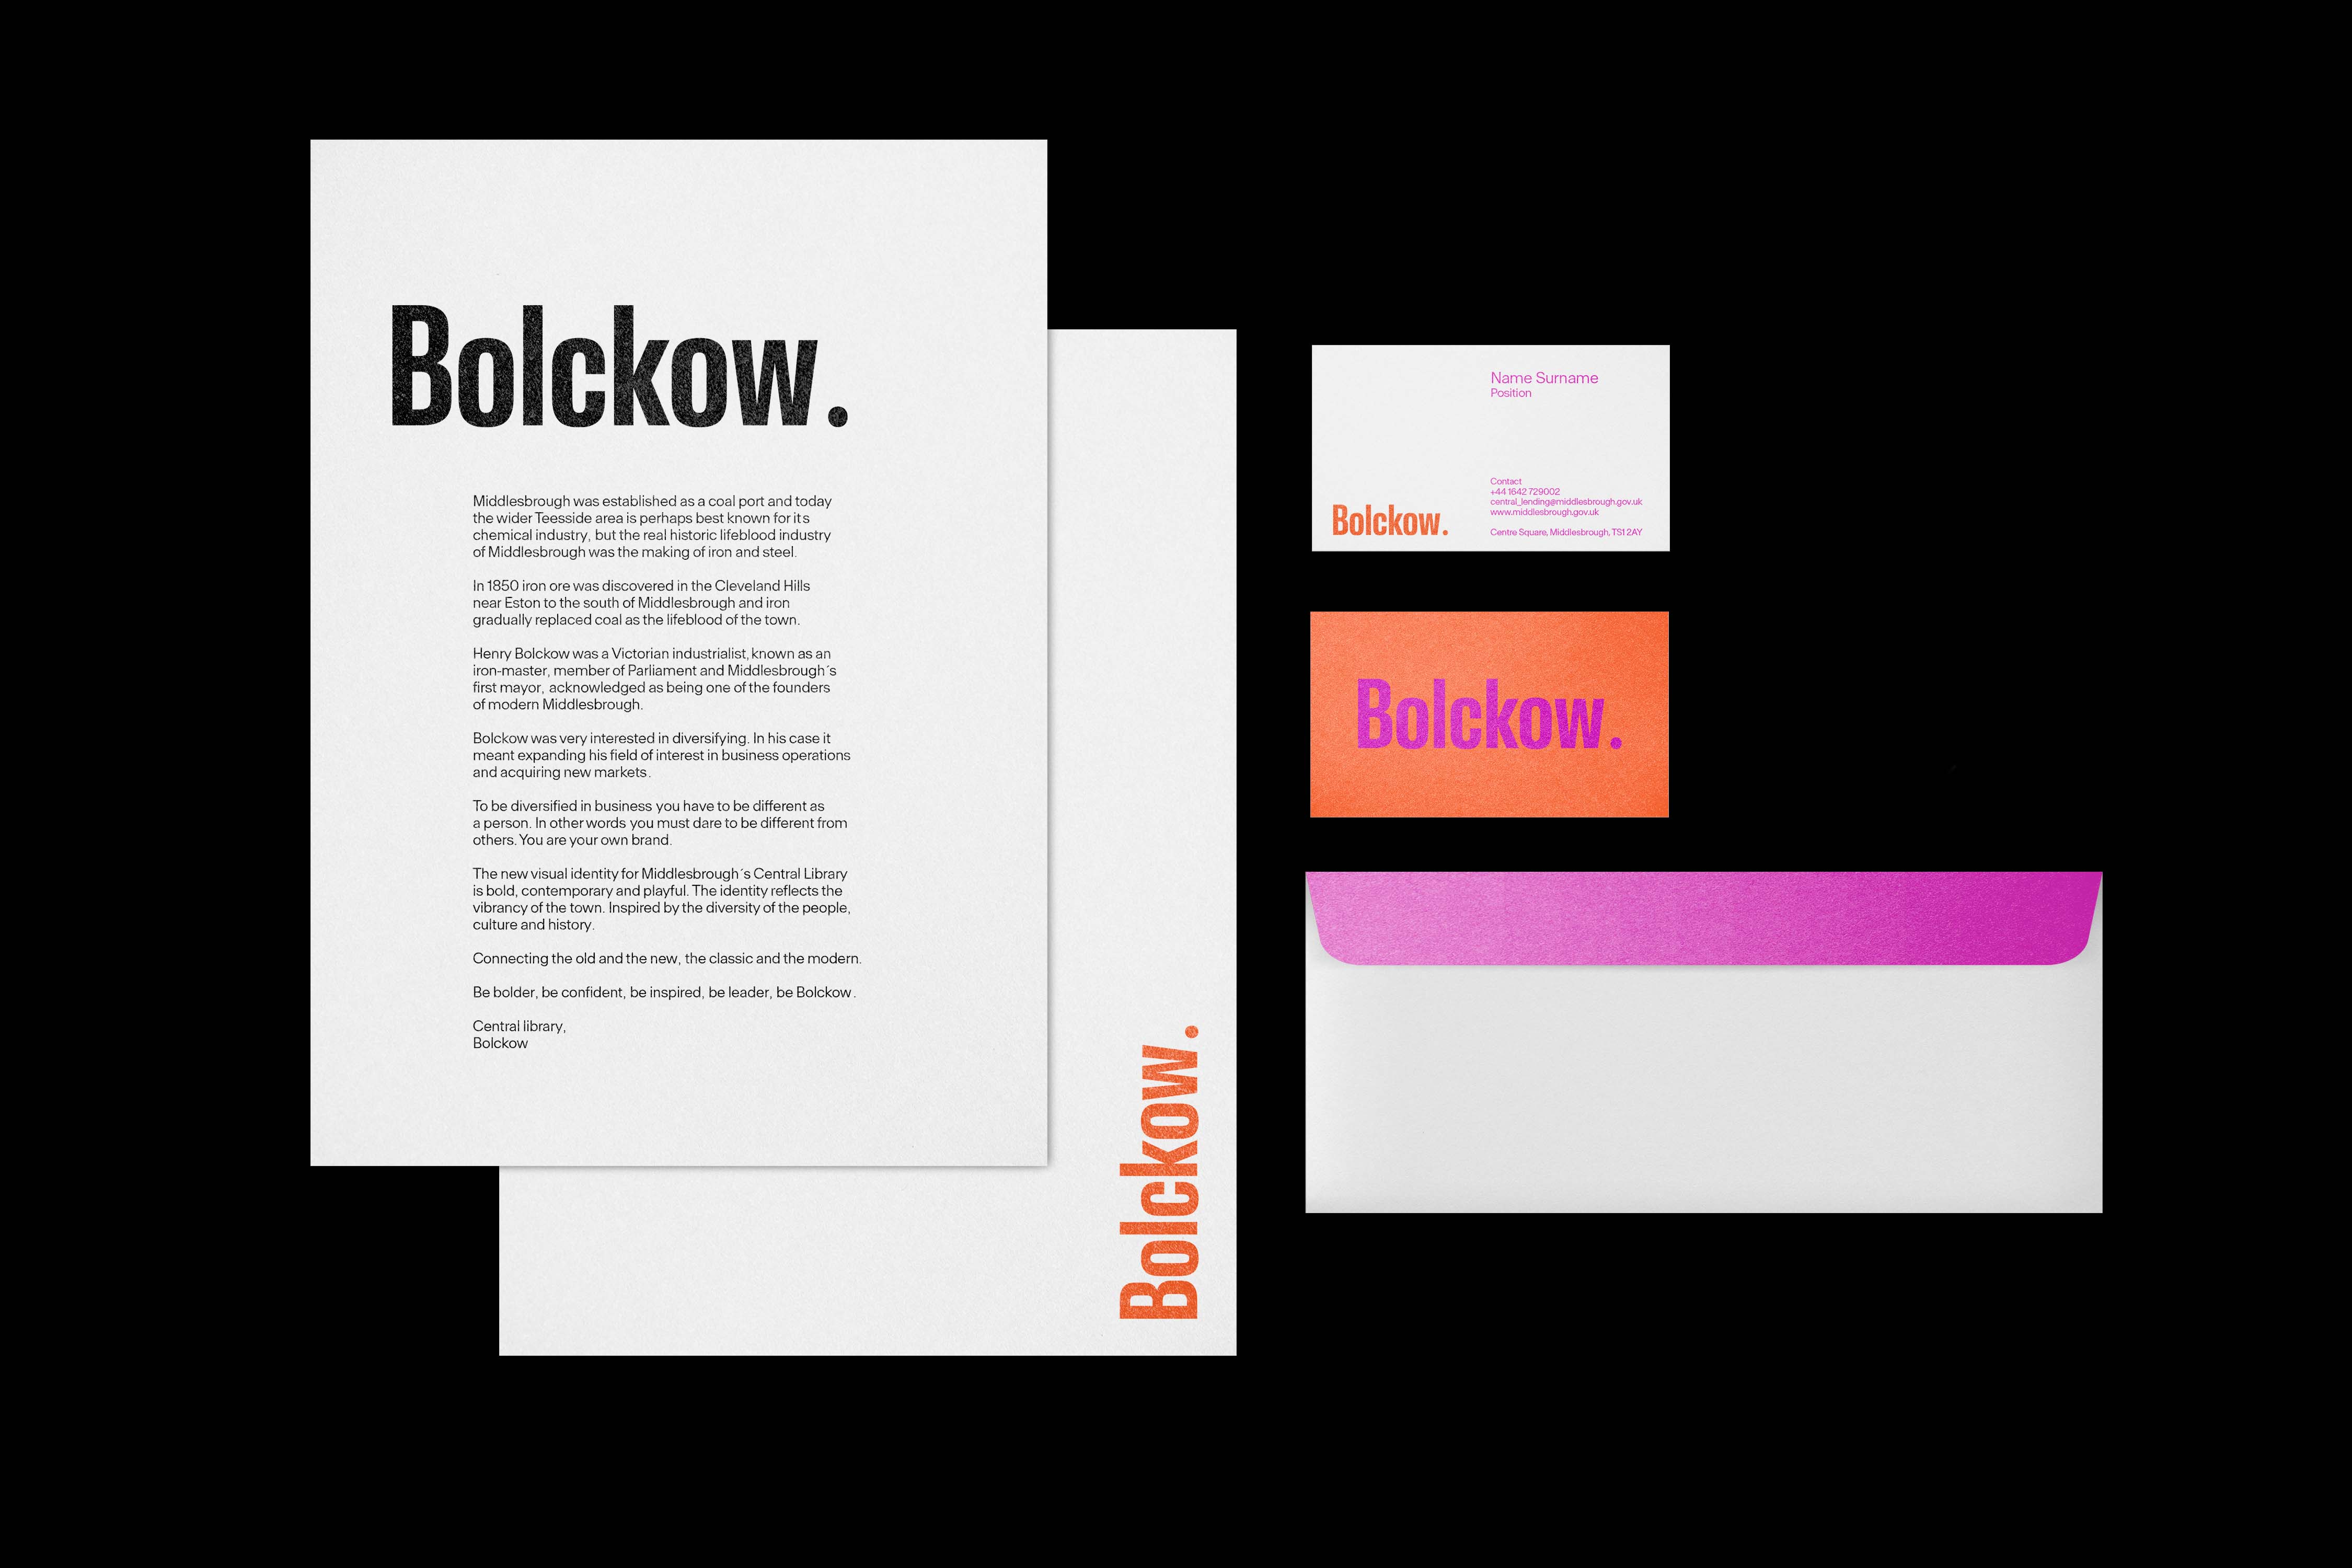 Bolckow.
Middlesbrough was established as a coal port and today
the wider Teesside area is perhaps best known for its
chemical industry, but the real historic lifeblood industry
of Middlesbrough was the making of iron and steel.
In 1850 iron ore was discovered in the Cleveland Hills
near Eston to the south of Middlesbrough and iron
gradually replaced coal as the lifeblood of the town.
Henry Bolckow was a Victorian industrialist, known as an
iron-master, member of Parliament and Middlesbrough´s
first mayor, acknowledged as being one of the founders
of modern Middlesbrough.
Bolckow was very interested in diversifying. In his case it
meant expanding his field of interest in business operations
and acquiring new markets.
To be diversified in business you have to be different as
a person. In other words you must dare to be different from
others. You are your own brand.
The new visual identity for Middlesbrough´s Central Library
is bold, contemporary and playful. The identity reflects the
vibrancy of the town. Inspired by the diversity of the people,
culture and history.
Connecting the old and the new, the classic and the modern.
Be bolder, be confident, be inspired, be leader, be Bolckow.
Central library,
Bolckow
Bolckow.
Name Surname
Position
Contact
+44 1642 729002
central_lending@middlesbrough.gov.uk
www.middlesbrough.gov.uk
Centre Square, Middlesbrough, TS1 2AY
Bolckow.
Bolckow.